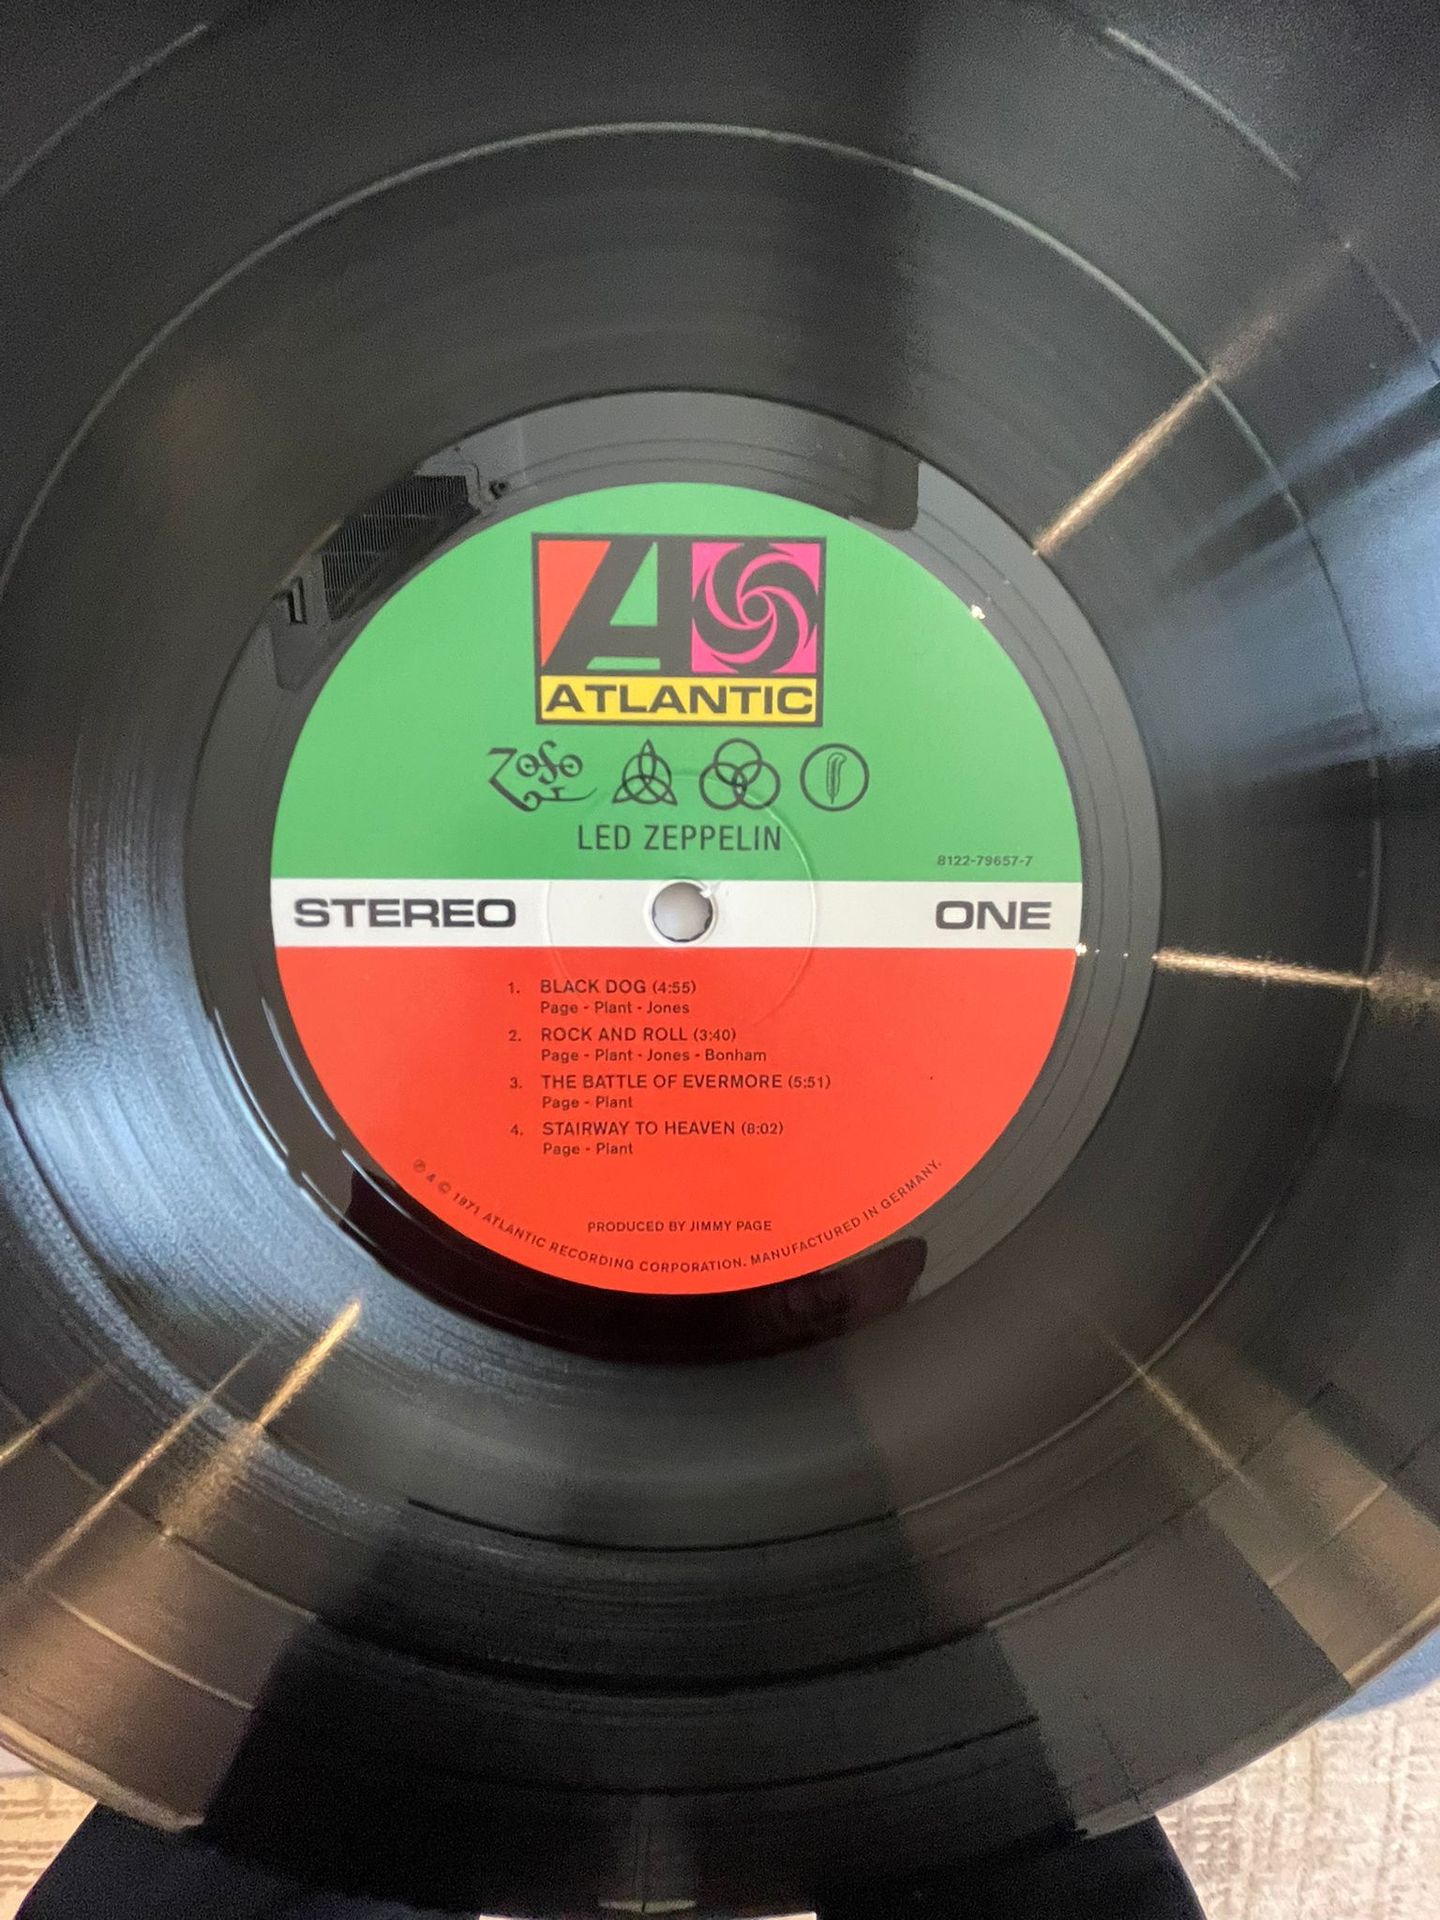 ATLANTIC
LED ZEPPELIN
8122-79657-7
STEREO ONE
1. BLACK DOG (4:55)
Page - Plant - Jones
2. ROCK AND ROLL (3:40)
Page - Plant - Jones - Bonham
3. THE BATTLE OF EVERMORE (5:51)
Page - Plant
4. STAIRWAY TO HEAVEN (8:02)
Page - Plant
PRODUCED BY JIMMY PAGE
℗ & © 1971 ATLANTIC RECORDING CORPORATION. MANUFACTURED IN GERMANY.